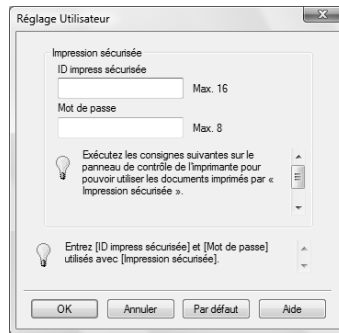 Réglage Utilisateur
Impression sécurisée
ID impress sécurisée
Max. 16
Mot de passe
Max. 8
Exécutez les consignes suivantes sur le
panneau de contrôle de l'imprimante pour
pouvoir utiliser les documents imprimés par «
Impression sécurisée ».
Entrez [ID impress sécurisée] et [Mot de passe]
utilisés avec [Impression sécurisée].
OK Annuler Par défaut Aide